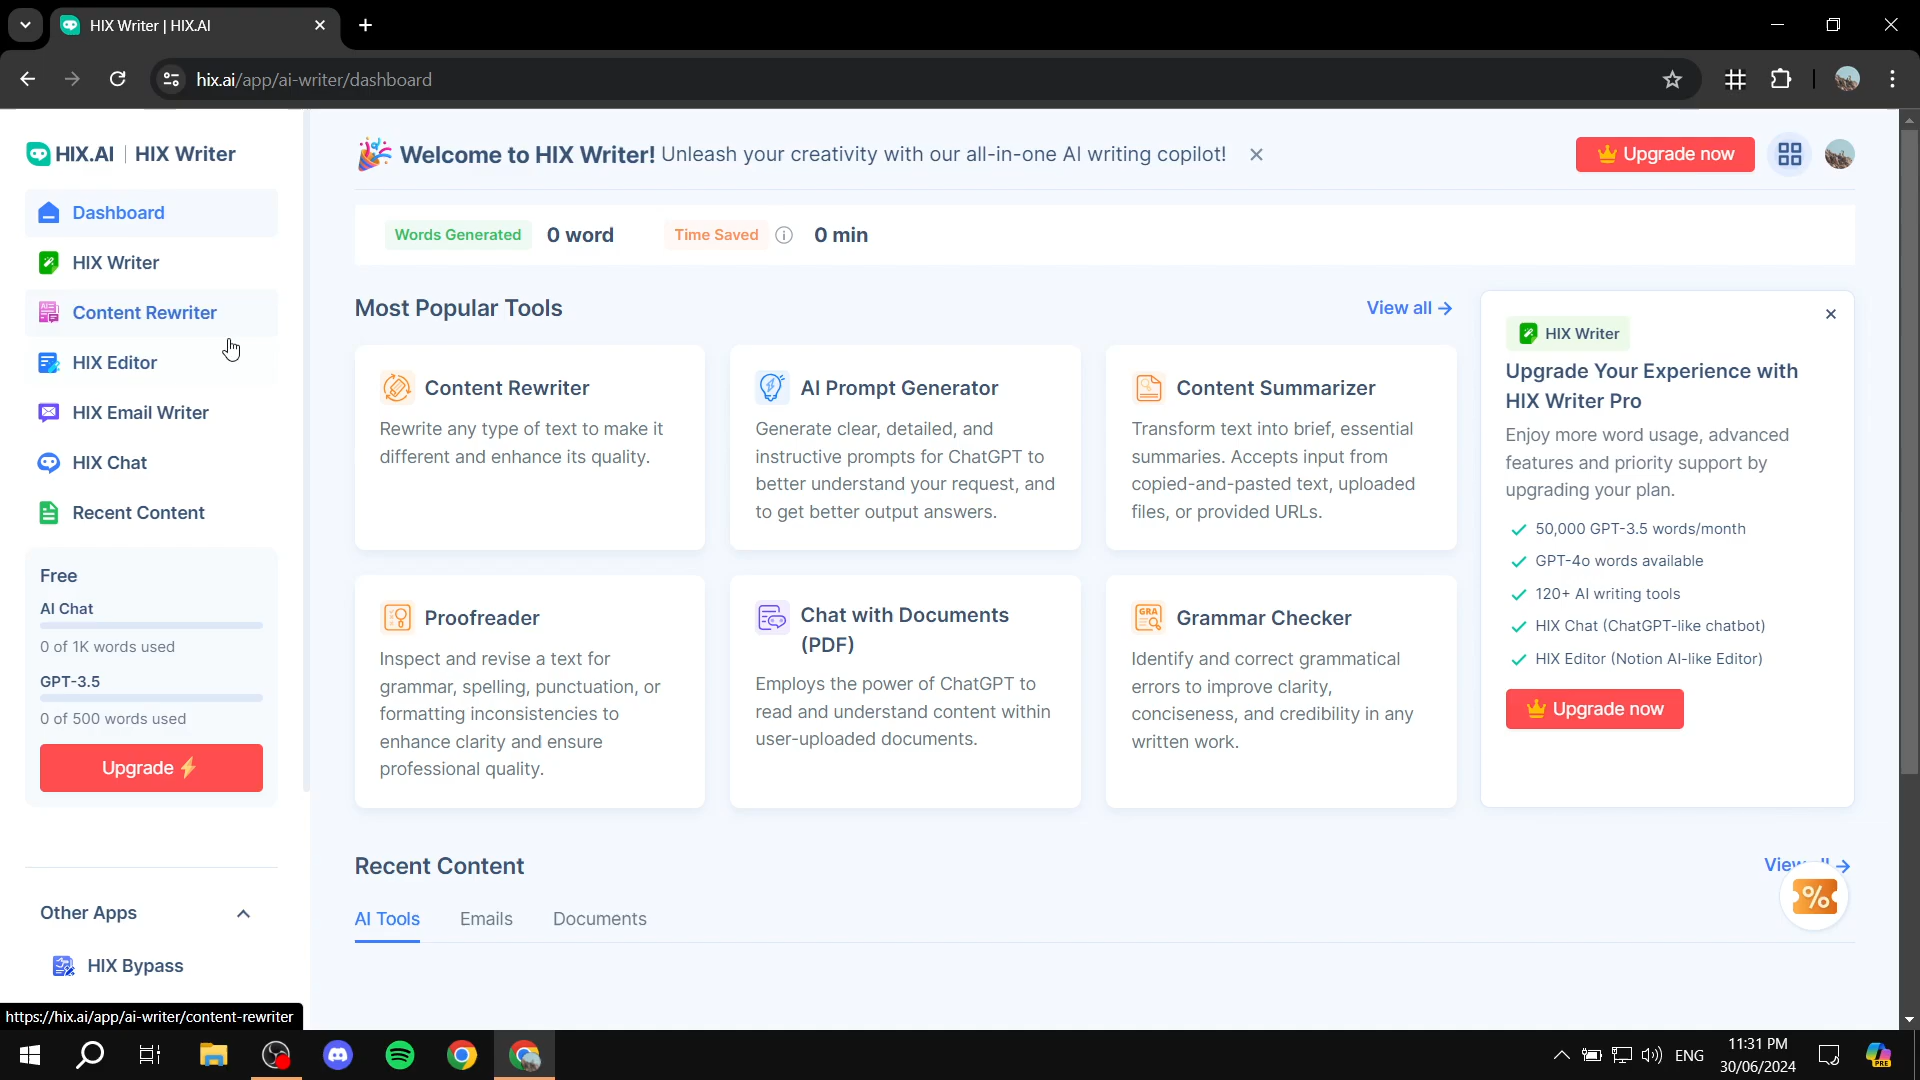 HIX Writer | HIX.AI
hix.ai/app/ai-writer/dashboard
HIX.AI | HIX Writer
Dashboard
HIX Writer
Content Rewriter
HIX Editor
HIX Email Writer
HIX Chat
Recent Content
Free
AI Chat
0 of 1K words used
GPT-3.5
0 of 500 words used
Upgrade
Other Apps
HIX Bypass
https://hix.ai/app/ai-writer/content-rewriter
Welcome to HIX Writer! Unleash your creativity with our all-in-one AI writing copilot!
Upgrade now
Words Generated 0 word Time Saved 0 min
Most Popular Tools
View all →
Content Rewriter
Rewrite any type of text to make it
different and enhance its quality.
AI Prompt Generator
Generate clear, detailed, and
instructive prompts for ChatGPT to
better understand your request, and
to get better output answers.
Content Summarizer
Transform text into brief, essential
summaries. Accepts input from
copied-and-pasted text, uploaded
files, or provided URLs.
Proofreader
Inspect and revise a text for
grammar, spelling, punctuation, or
formatting inconsistencies to
enhance clarity and ensure
professional quality.
Chat with Documents
(PDF)
Employs the power of ChatGPT to
read and understand content within
user-uploaded documents.
GRA
Grammar Checker
Identify and correct grammatical
errors to improve clarity,
conciseness, and credibility in any
written work.
HIX Writer
Upgrade Your Experience with
HIX Writer Pro
Enjoy more word usage, advanced
features and priority support by
upgrading your plan.
50,000 GPT-3.5 words/month
GPT-4o words available
120+ AI writing tools
HIX Chat (ChatGPT-like chatbot)
HIX Editor (Notion AI-like Editor)
Upgrade now
Recent Content
%
AI Tools Emails Documents
ENG
11:31 PM
30/06/2024
PRE